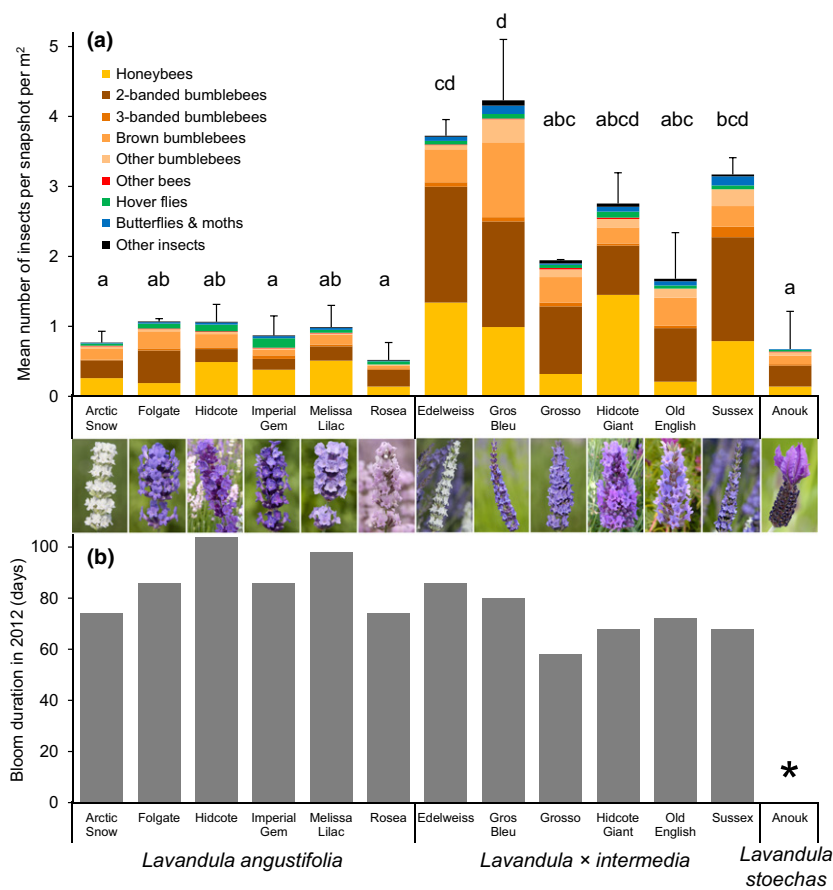 (a)
Mean number of insects per snapshot per m²
5
4
3
2
1
0
Honeybees
2-banded bumblebees
3-banded bumblebees
Brown bumblebees
Other bumblebees
Other bees
Hover flies
Butterflies & moths
Other insects
a ab ab a ab a cd d abc abcd abc bcd a
Arctic Folgate Hidcote Imperial Melissa Rosea Edelweiss Gros Grosso Hidcote Old Sussex Anouk
Snow Gem Lilac Bleu Giant English
(b)
Bloom duration in 2012 (days)
100
80
60
40
20
0
*
Arctic Folgate Hidcote Imperial Melissa Rosea Edelweiss Gros Grosso Hidcote Old Sussex Anouk
Snow Gem Lilac Bleu Giant English
Lavandula angustifolia Lavandula × intermedia Lavandula
stoechas